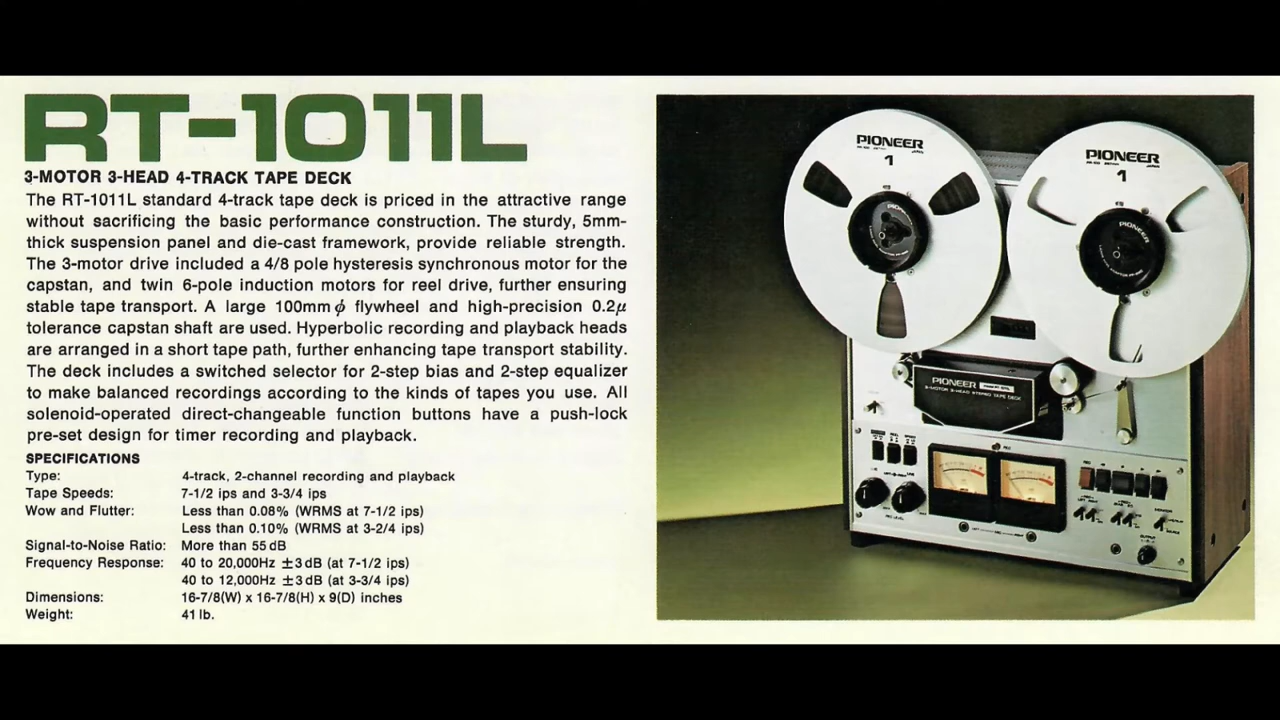 RT-1011L
3-MOTOR 3-HEAD 4-TRACK TAPE DECK
The RT-1011L standard 4-track tape deck is priced in the attractive range
without sacrificing the basic performance construction. The sturdy, 5mm-
thick suspension panel and die-cast framework, provide reliable strength.
The 3-motor drive included a 4/8 pole hysteresis synchronous motor for the
capstan, and twin 6-pole induction motors for reel drive, further ensuring
stable tape transport. A large 100mmϕ flywheel and high-precision 0.2μ
tolerance capstan shaft are used. Hyperbolic recording and playback heads
are arranged in a short tape path, further enhancing tape transport stability.
The deck includes a switched selector for 2-step bias and 2-step equalizer
to make balanced recordings according to the kinds of tapes you use. All
solenoid-operated direct-changeable function buttons have a push-lock
pre-set design for timer recording and playback.
SPECIFICATIONS
Type: 4-track, 2-channel recording and playback
Tape Speeds: 7-1/2 ips and 3-3/4 ips
Wow and Flutter: Less than 0.08% (WRMS at 7-1/2 ips)
Less than 0.10% (WRMS at 3-2/4 ips)
Signal-to-Noise Ratio: More than 55 dB
Frequency Response: 40 to 20,000Hz ±3 dB (at 7-1/2 ips)
40 to 12,000Hz ±3 dB (at 3-3/4 ips)
Dimensions: 16-7/8(W) x 16-7/8(H) x 9(D) inches
Weight: 41 lb.
PIONEER
1
PIONEER
1
PIONEER
PIONEER
PIONEER
3-MOTOR 3-HEAD STEREO TAPE DECK
OUTPUT